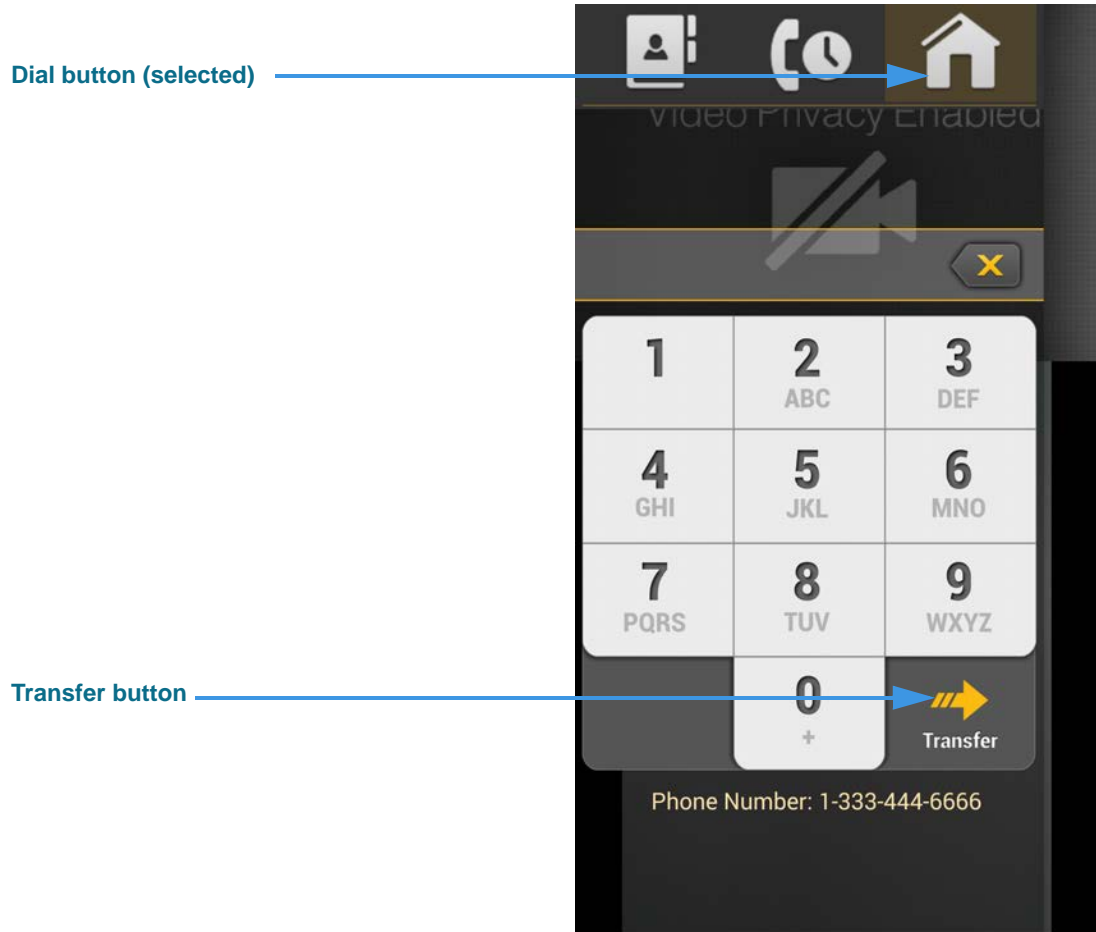 Dial button (selected)
Video Privacy Enabled
X
1 2 3
ABC DEF
4 5 6
GHI JKL MNO
7 8 9
PQRS TUV WXYZ
Transfer button
0
+ Transfer
Phone Number: 1-333-444-6666